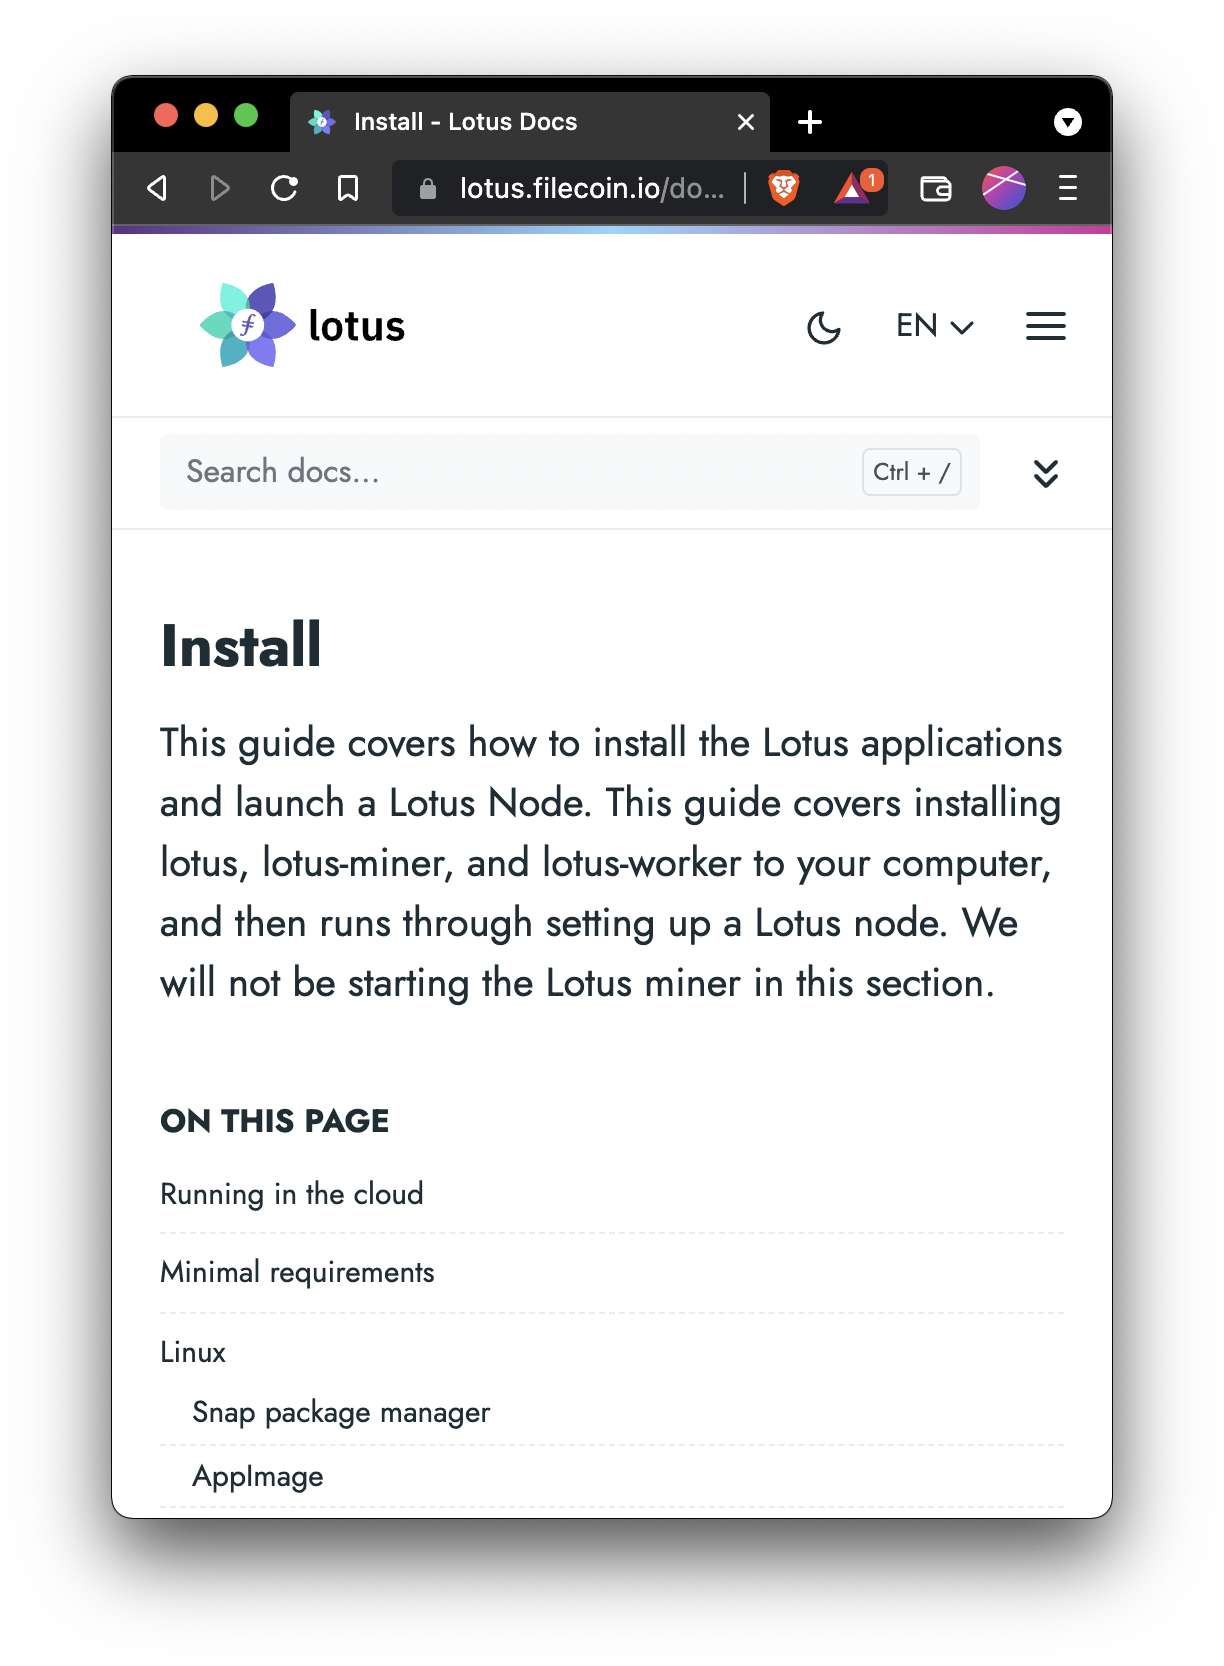 Install - Lotus Docs
lotus.filecoin.io/do...
1
lotus
EN
Search docs...
Ctrl + /
Install
This guide covers how to install the Lotus applications
and launch a Lotus Node. This guide covers installing
lotus, lotus-miner, and lotus-worker to your computer,
and then runs through setting up a Lotus node. We
will not be starting the Lotus miner in this section.
ON THIS PAGE
Running in the cloud
Minimal requirements
Linux
Snap package manager
AppImage